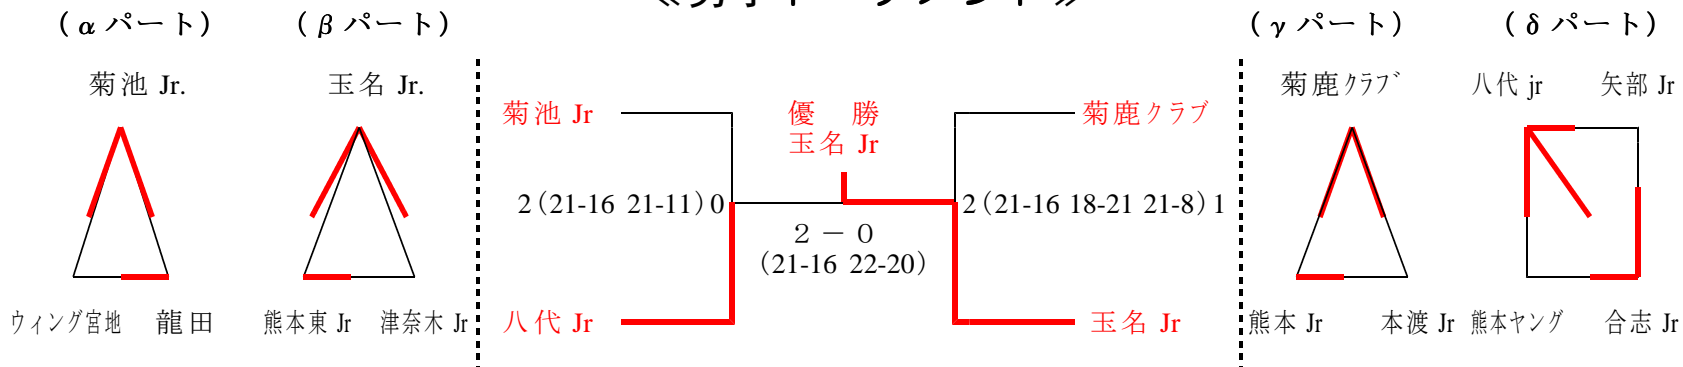 (αパート) (βパート) (γパート) (δパート)
菊池 Jr. 玉名 Jr. 菊鹿クラブ 八代 jr 矢部 Jr
菊池 Jr 優 勝 菊鹿クラブ
玉名 Jr
2(21-16 21-11)0 2(21-16 18-21 21-8)1
2－0
(21-16 22-20)
ウィング宮地 龍田 熊本東 Jr 津奈木 Jr 八代 Jr 玉名 Jr 熊本 Jr 本渡 Jr 熊本ヤング 合志 Jr